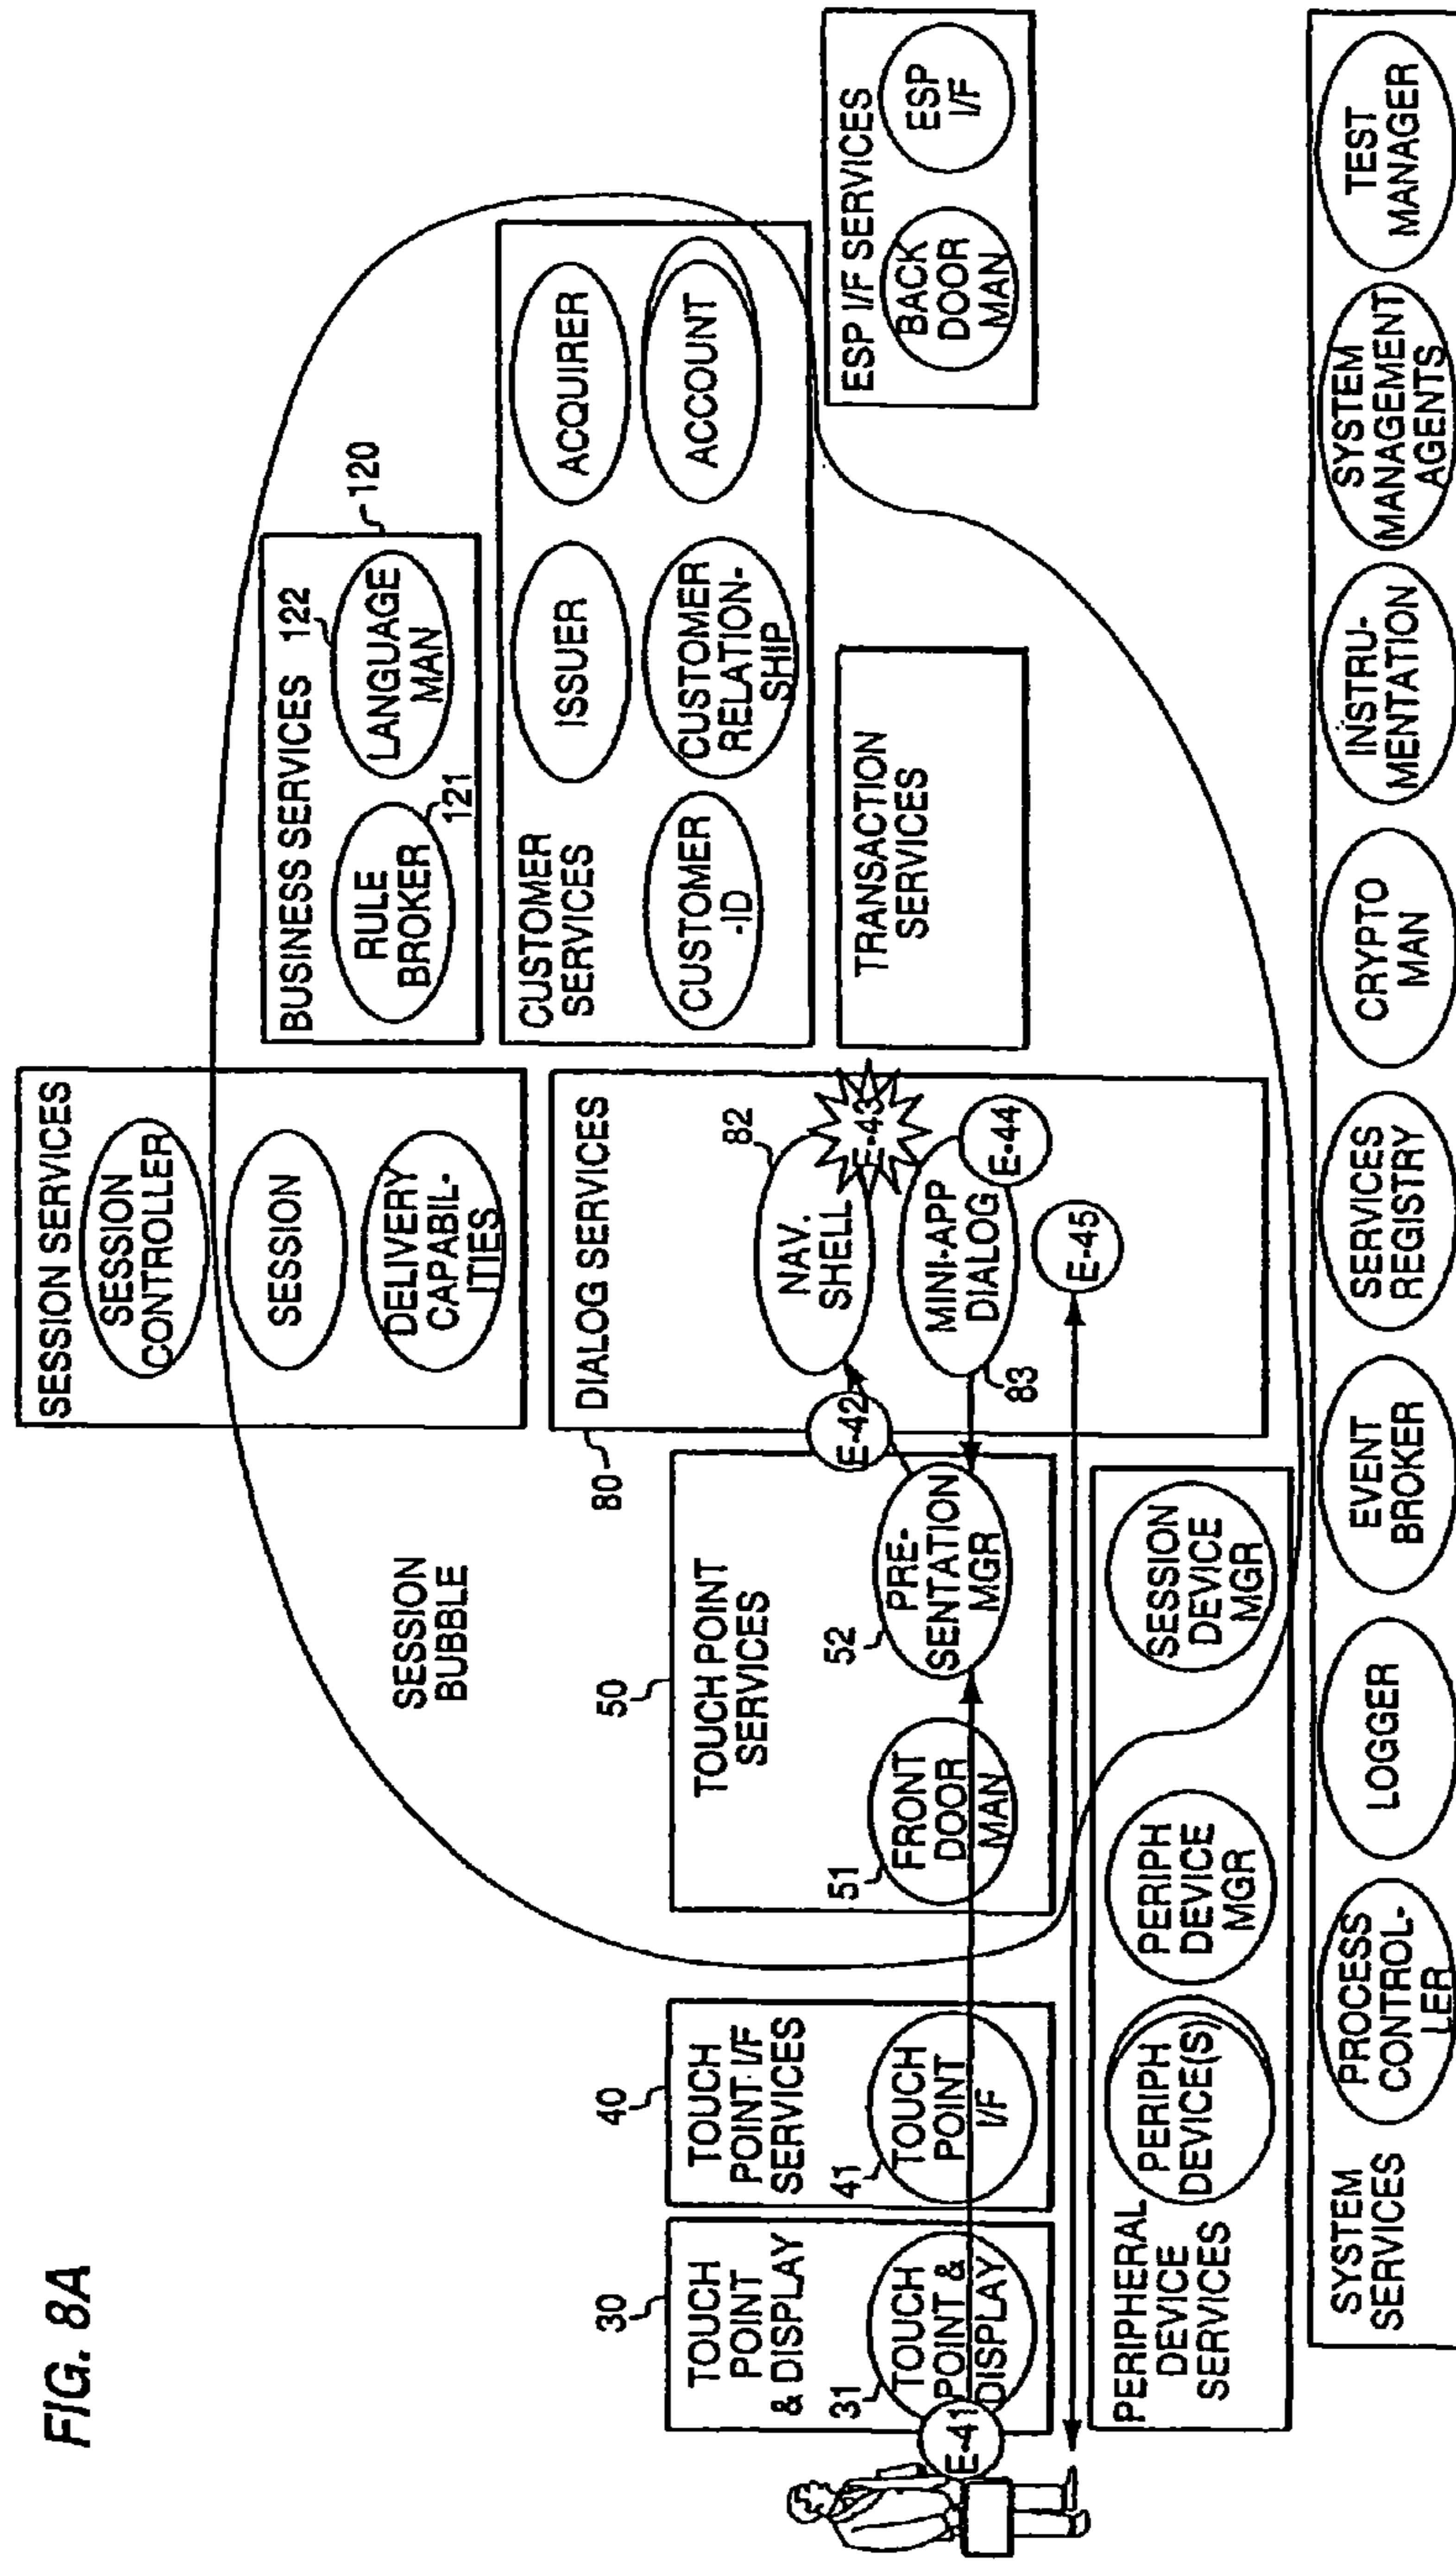 FIG. 8A
SESSION SERVICES
SESSION
CONTROLLER
SESSION
DELIVERY
CAPABIL-
ITIES
SESSION
BUBBLE
BUSINESS SERVICES
122
120
RULE
BROKER
121
LANGUAGE
MAN
CUSTOMER
SERVICES
ISSUER
ACQUIRER
CUSTOMER
-ID
CUSTOMER
RELATION-
SHIP
ACCOUNT
30
TOUCH
POINT
& DISPLAY
31
TOUCH
POINT &
DISPLAY
E-41
40
TOUCH
POINT I/F
SERVICES
41
TOUCH
POINT
I/F
50
TOUCH POINT
SERVICES
51
FRONT
DOOR
MAN
52
PRE-
SENTATION
MGR
80
DIALOG SERVICES
82
NAV.
SHELL
E-42
E-43
MINI-APP
DIALOG
83
E-44
E-45
TRANSACTION
SERVICES
ESP I/F SERVICES
BACK
DOOR
MAN
ESP
I/F
PERIPHERAL
DEVICE
SERVICES
PERIPH
DEVICE(S)
PERIPH
DEVICE
MGR
SESSION
DEVICE
MGR
SYSTEM
SERVICES
PROCESS
CONTROL-
LER
LOGGER
EVENT
BROKER
SERVICES
REGISTRY
CRYPTO
MAN
INSTRU-
MENTATION
SYSTEM
MANAGEMENT
AGENTS
TEST
MANAGER